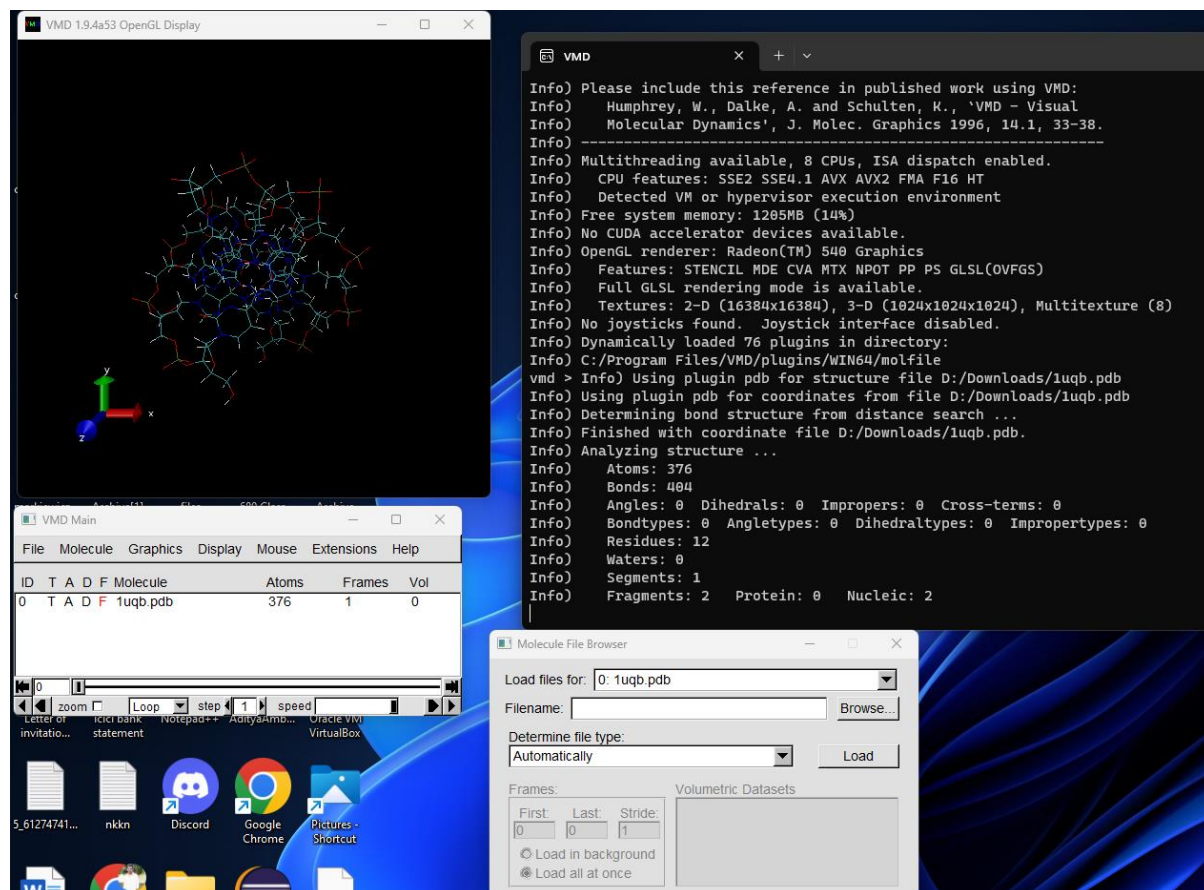 VMD 1.9.4a53 OpenGL Display
y
x
z
VMD
Info) Please include this reference in published work using VMD:
Info)    Humphrey, W., Dalke, A. and Schulten, K., `VMD - Visual
Info)    Molecular Dynamics', J. Molec. Graphics 1996, 14.1, 33-38.
Info) -------------------------------------------------------------
Info) Multithreading available, 8 CPUs, ISA dispatch enabled.
Info)   CPU features: SSE2 SSE4.1 AVX AVX2 FMA F16 HT
Info)   Detected VM or hypervisor execution environment
Info) Free system memory: 1205MB (14%)
Info) No CUDA accelerator devices available.
Info) OpenGL renderer: Radeon(TM) 540 Graphics
Info)   Features: STENCIL MDE CVA MTX NPOT PP PS GLSL(OVFGS)
Info)   Full GLSL rendering mode is available.
Info)   Textures: 2-D (16384x16384), 3-D (1024x1024x1024), Multitexture (8)
Info) No joysticks found.  Joystick interface disabled.
Info) Dynamically loaded 76 plugins in directory:
Info) C:/Program Files/VMD/plugins/WIN64/molfile
vmd > Info) Using plugin pdb for structure file D:/Downloads/1uqb.pdb
Info) Using plugin pdb for coordinates from file D:/Downloads/1uqb.pdb
Info) Determining bond structure from distance search ...
Info) Finished with coordinate file D:/Downloads/1uqb.pdb.
Info) Analyzing structure ...
Info)    Atoms: 376
Info)    Bonds: 404
Info)    Angles: 0  Dihedrals: 0  Impropers: 0  Cross-terms: 0
Info)    Bondtypes: 0  Angletypes: 0  Dihedraltypes: 0  Impropertypes: 0
Info)    Residues: 12
Info)    Waters: 0
Info)    Segments: 1
Info)    Fragments: 2   Protein: 0   Nucleic: 2
VMD Main
File Molecule Graphics Display Mouse Extensions Help
ID T A D F Molecule Atoms Frames Vol
0 T A D F 1uqb.pdb 376 1 0
0
zoom Loop step 1 speed
Molecule File Browser
Load files for: 0: 1uqb.pdb
Filename: Browse...
Determine file type:
Automatically Load
Frames: Volumetric Datasets
First: Last: Stride:
0 0 1
Load in background
Load all at once
Letter of invitatio...
icici bank statement
Notepad++
AdityaAmb...
Oracle VM VirtualBox
5_61274741...
nkkn
Discord
Google Chrome
Pictures - Shortcut